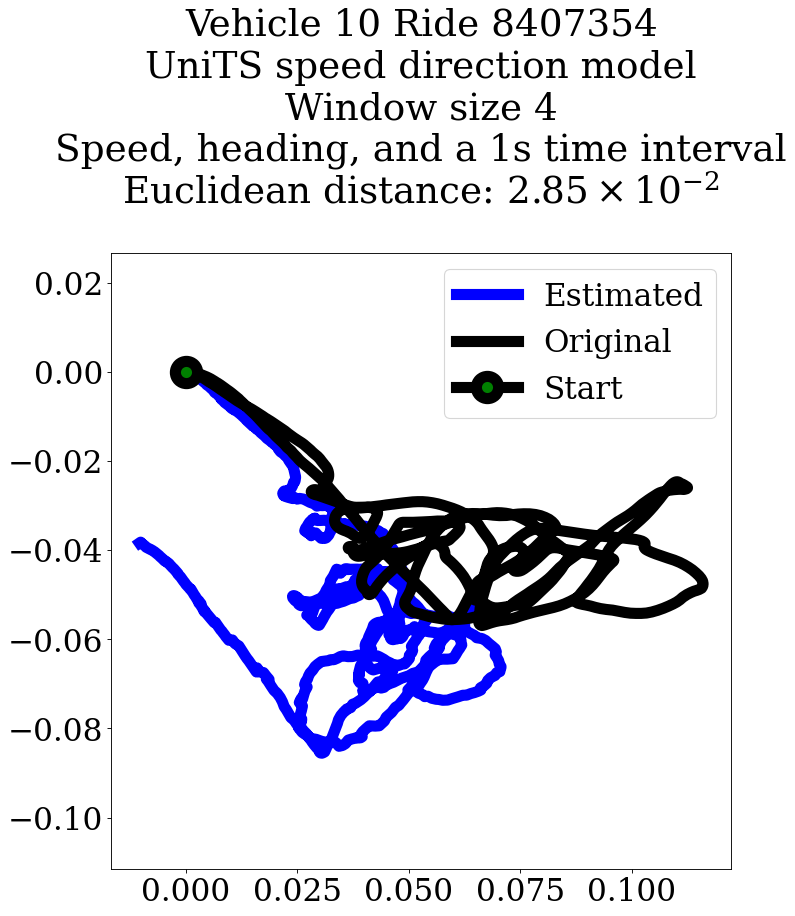 Vehicle 10 Ride 8407354
UniTS speed direction model
Window size 4
Speed, heading, and a 1s time interval
Euclidean distance: 2.85 × 10⁻²
Estimated
Original
Start
0.02
0.00
−0.02
−0.04
−0.06
−0.08
−0.10
0.000 0.025 0.050 0.075 0.100